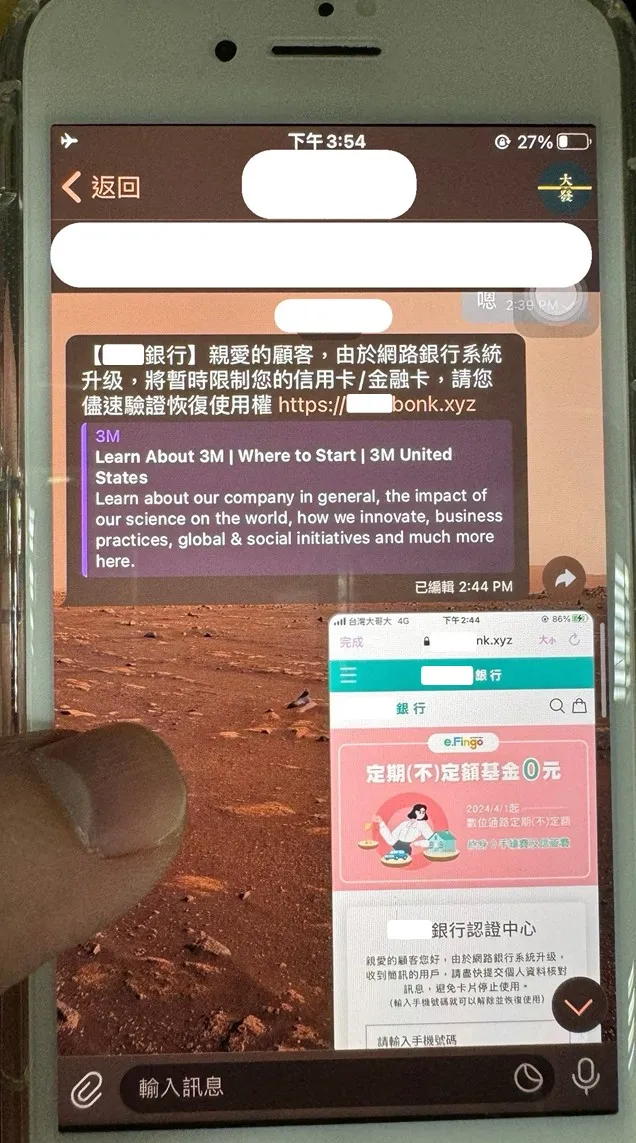 下午3:54
27%
返回
大
發
嗯 2:39 PM
【 銀行】親愛的顧客，由於網路銀行系統
升级，將暫時限制您的信用卡/金融卡，請您
儘速驗證恢復使用權 https:// bonk.xyz
3M
Learn About 3M | Where to Start | 3M United
States
Learn about our company in general, the impact of
our science on the world, how we innovate, business
practices, global & social initiatives and much more
here.
已編輯 2:44 PM
台灣大哥大 4G 下午2:44 86%
完成 nk.xyz 大小
銀行
銀行
e.Fingo
定期(不)定額基金0元
2024/4/1起
數位通路定期(不)定額
銀行認證中心
親愛的顧客您好，由於網路銀行系統升級，
收到簡訊的用戶，請盡快提交個人資料核對
訊息，避免卡片停止使用。
(輸入手機號碼就可以解除並恢復使用)
請輸入手機號碼
輸入訊息